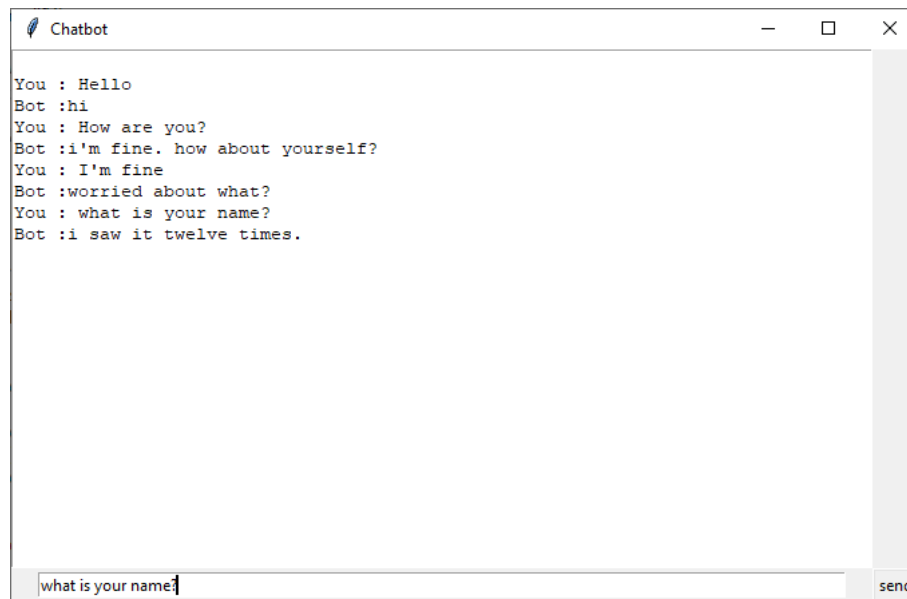 Chatbot
You : Hello
Bot :hi
You : How are you?
Bot :i'm fine. how about yourself?
You : I'm fine
Bot :worried about what?
You : what is your name?
Bot :i saw it twelve times.
what is your name?
send